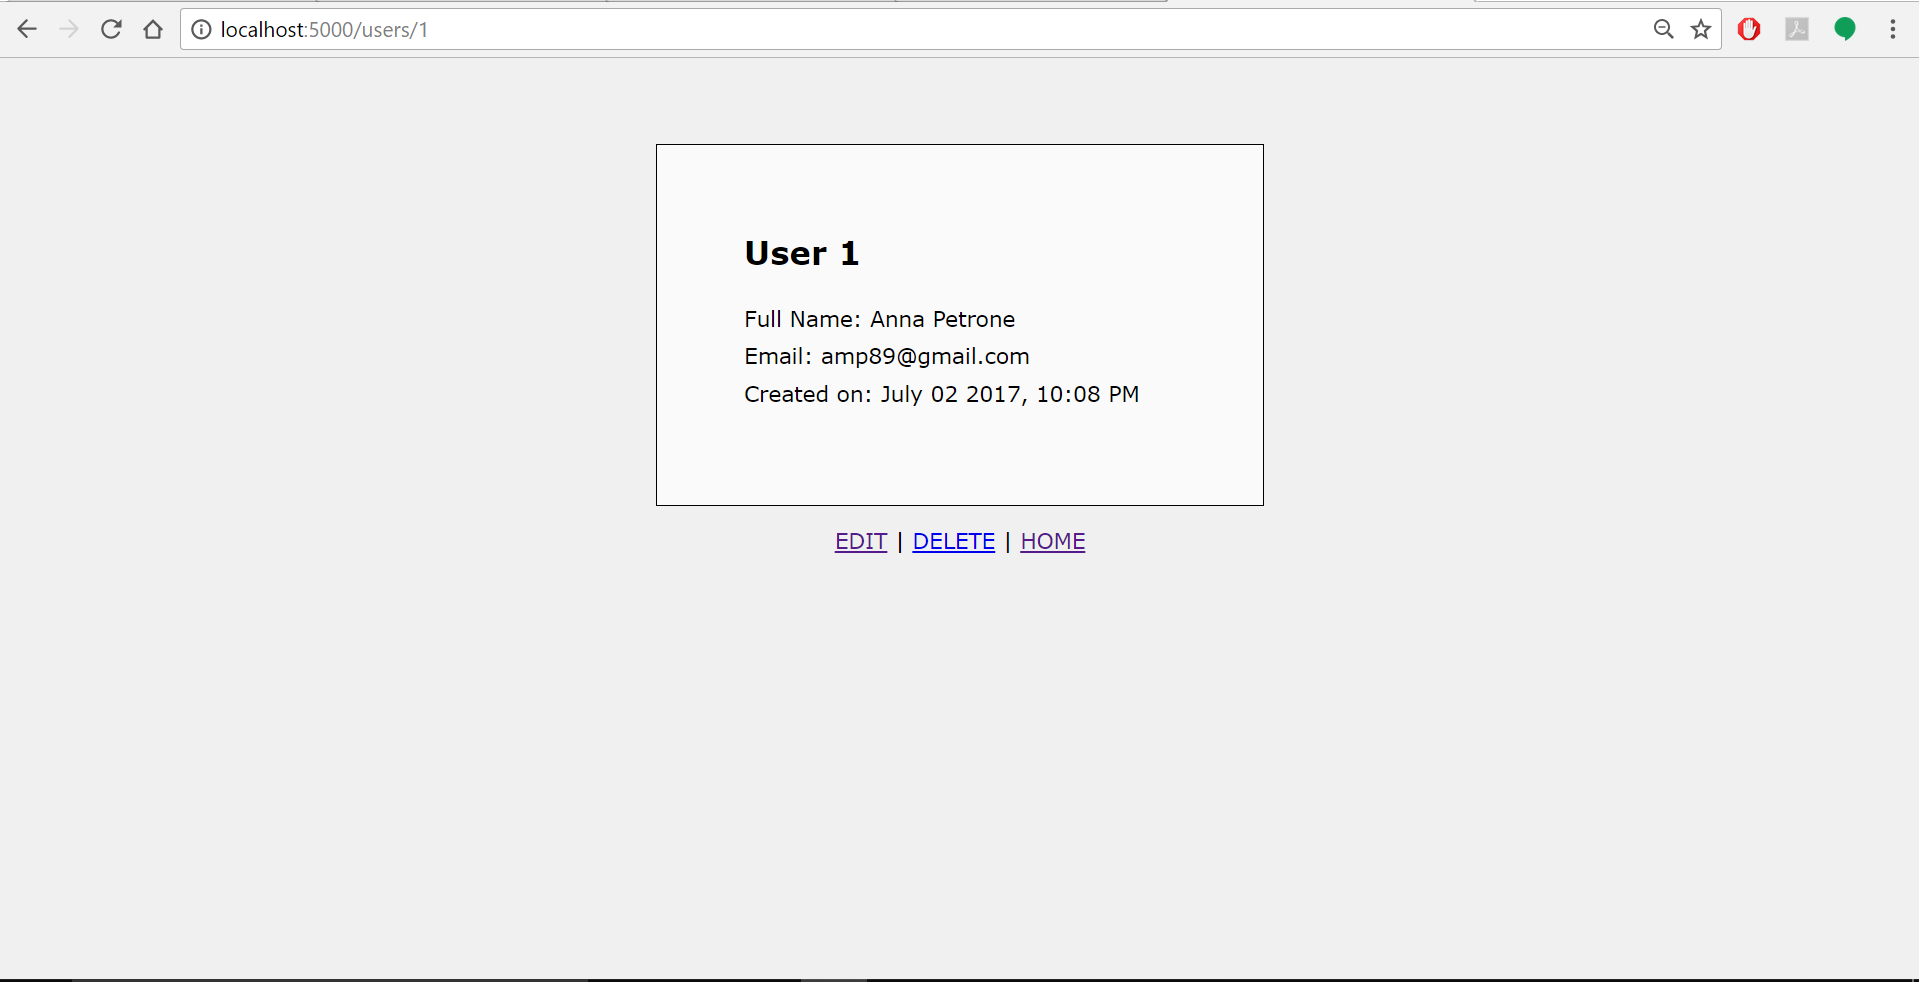 localhost:5000/users/1
User 1
Full Name: Anna Petrone
Email: amp89@gmail.com
Created on: July 02 2017, 10:08 PM
EDIT | DELETE | HOME